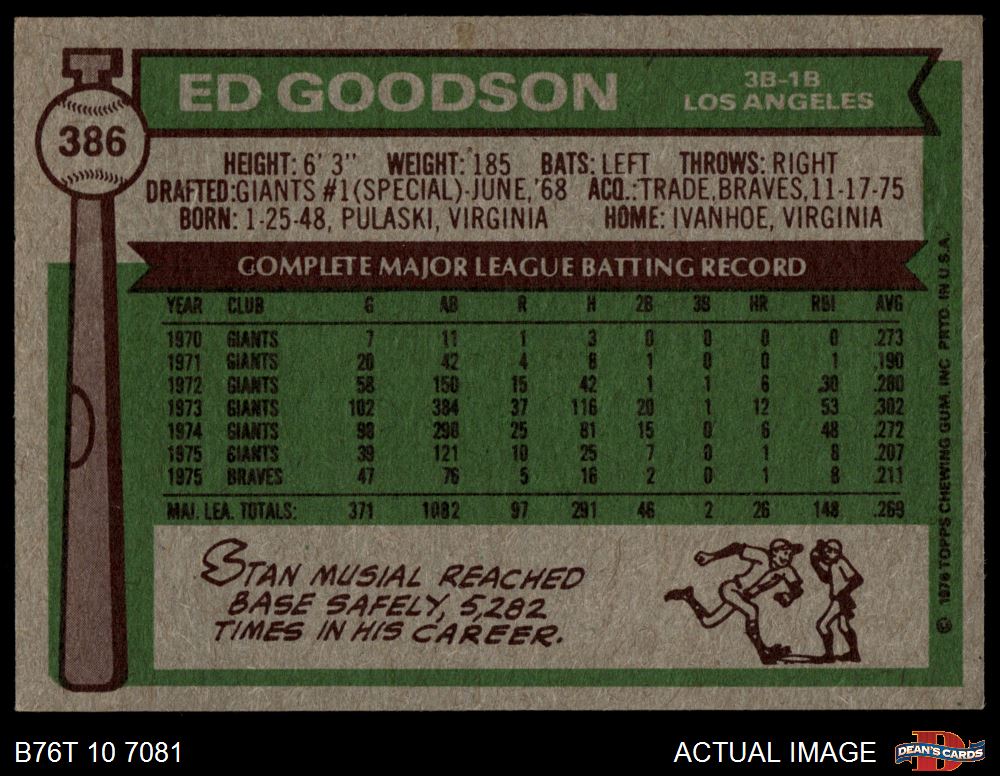 ED GOODSON
3B-1B
LOS ANGELES
386
HEIGHT: 6' 3" WEIGHT: 185 BATS: LEFT THROWS: RIGHT
DRAFTED:GIANTS #1(SPECIAL)-JUNE,'68 ACQ.:TRADE,BRAVES,11-17-75
BORN: 1-25-48, PULASKI, VIRGINIA HOME: IVANHOE, VIRGINIA
COMPLETE MAJOR LEAGUE BATTING RECORD
YEAR CLUB G AB R H 2B 3B HR RBI AVG
1970 GIANTS 7 11 1 3 0 0 0 0 .273
1971 GIANTS 20 42 4 8 1 0 0 1 .190
1972 GIANTS 58 150 15 42 1 1 6 30 .280
1973 GIANTS 102 384 37 116 20 1 12 53 .302
1974 GIANTS 98 298 25 81 15 0 6 48 .272
1975 GIANTS 39 121 10 25 7 0 1 8 .207
1975 BRAVES 47 76 5 16 2 0 1 8 .211
MAJ. LEA. TOTALS: 371 1082 97 291 46 2 26 148 .269
STAN MUSIAL REACHED
BASE SAFELY, 5,282
TIMES IN HIS CAREER.
© 1976 TOPPS CHEWING GUM, INC. PRTD. IN U.S.A.
B76T 10 7081
ACTUAL IMAGE
DEAN'S CARDS